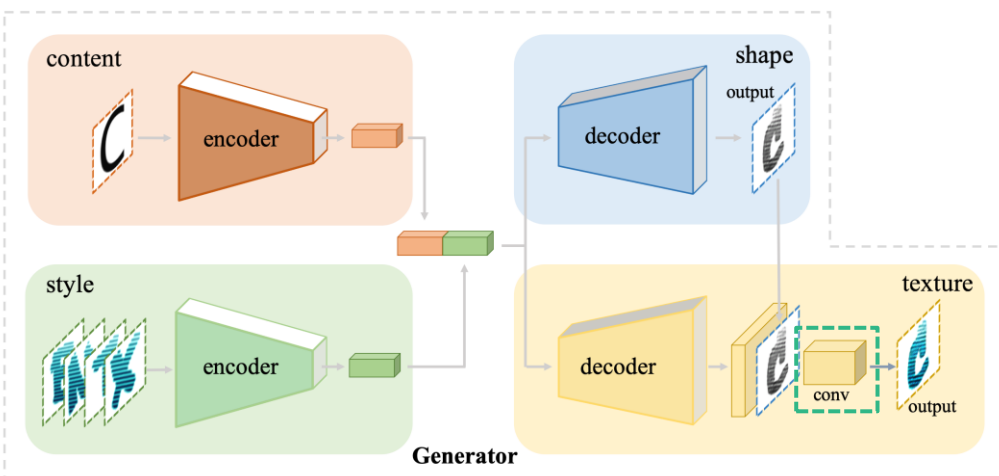 content
encoder
C
shape
output
decoder
C
style
encoder
texture
decoder
C
conv
C
output
Generator